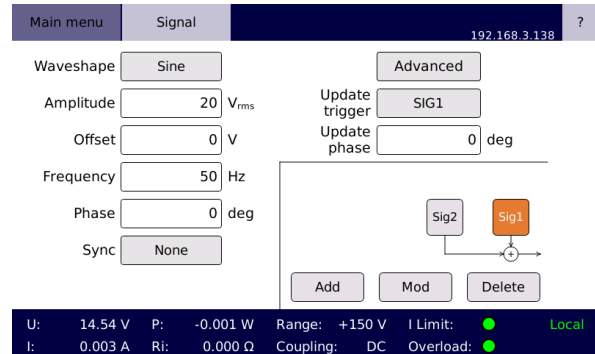 Main menu Signal 192.168.3.138 ?
Waveshape Sine Advanced
Amplitude 20 Vrms Update trigger SIG1
Offset 0 V Update phase 0 deg
Frequency 50 Hz
Phase 0 deg Sig2 Sig1
Sync None
Add Mod Delete
U: 14.54 V P: -0.001 W Range: +150 V I Limit: Local
I: 0.003 A Ri: 0.000 Ω Coupling: DC Overload: